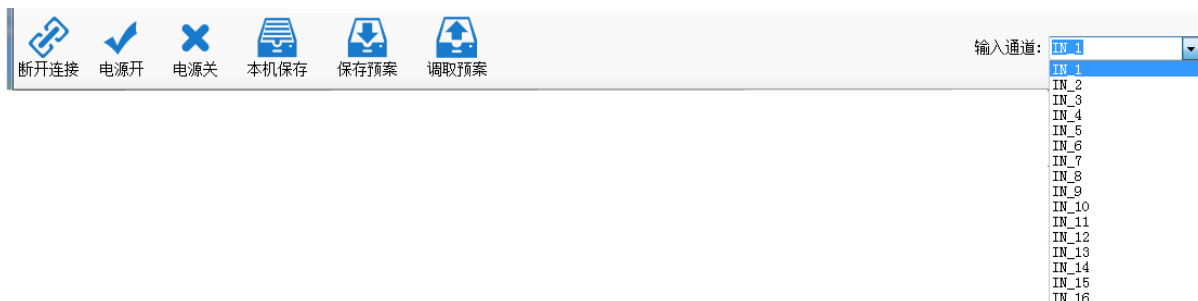 断开连接 电源开 电源关 本机保存 保存预案 调取预案
输入通道: IN_1
IN_1
IN_2
IN_3
IN_4
IN_5
IN_6
IN_7
IN_8
IN_9
IN_10
IN_11
IN_12
IN_13
IN_14
IN_15
IN_16